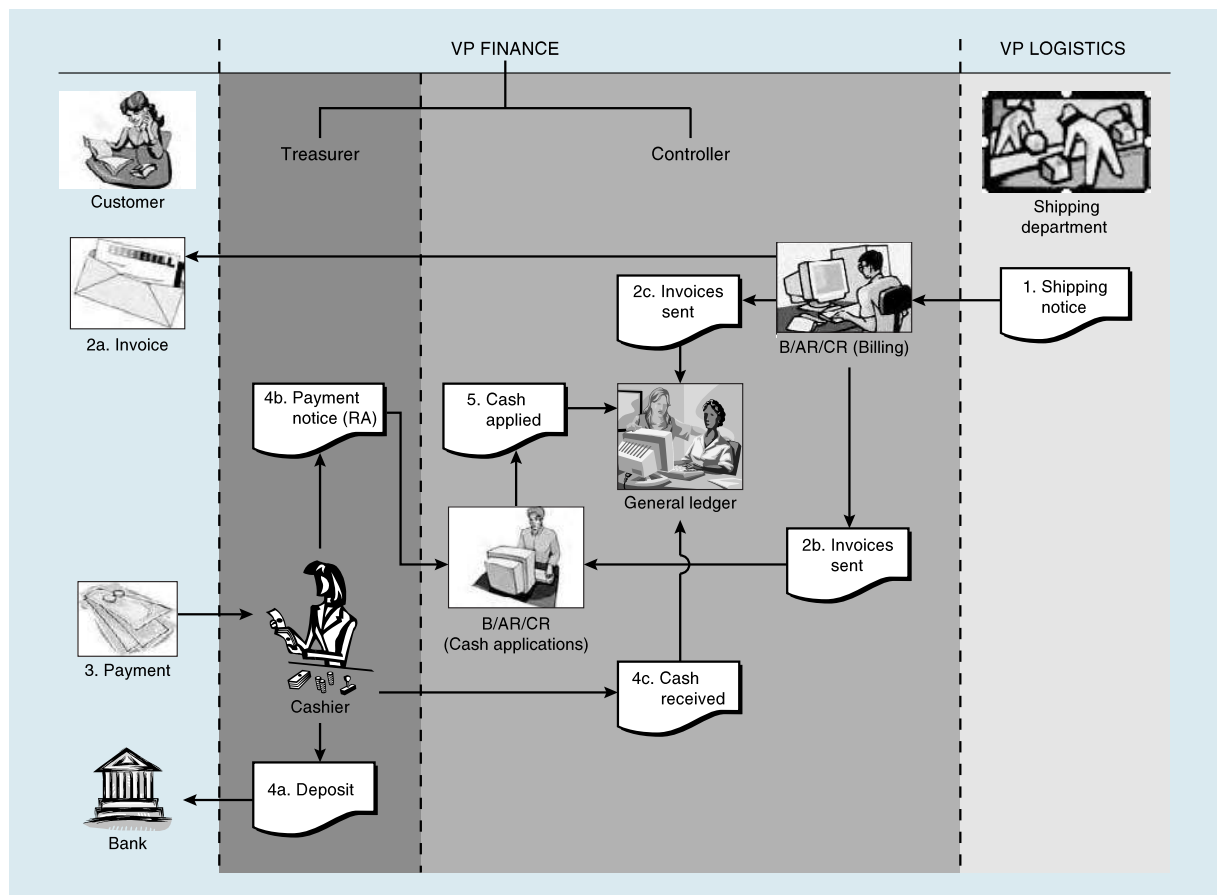 VP FINANCE
VP LOGISTICS
Treasurer
Controller
Customer
Shipping
department
BILL
2c. Invoices
sent
1. Shipping
notice
2a. Invoice
B/AR/CR (Billing)
4b. Payment
notice (RA)
5. Cash
applied
General ledger
2b. Invoices
sent
B/AR/CR
(Cash applications)
3. Payment
4c. Cash
received
Cashier
4a. Deposit
Bank